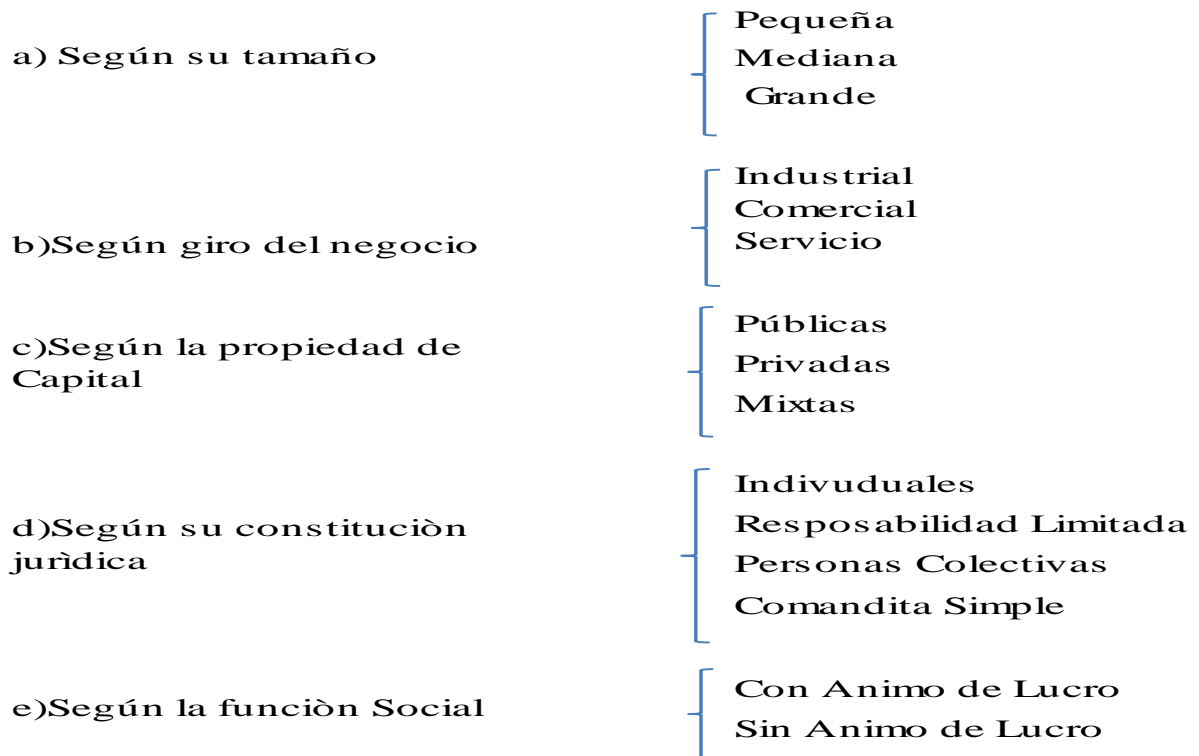 a) Según su tamaño
Pequeña
Mediana
Grande
b)Según giro del negocio
Industrial
Comercial
Servicio
c)Según la propiedad de
Capital
Públicas
Privadas
Mixtas
d)Según su constituciòn
jurìdica
Indivuduales
Resposabilidad Limitada
Personas Colectivas
Comandita Simple
e)Según la funciòn Social
Con Animo de Lucro
Sin Animo de Lucro